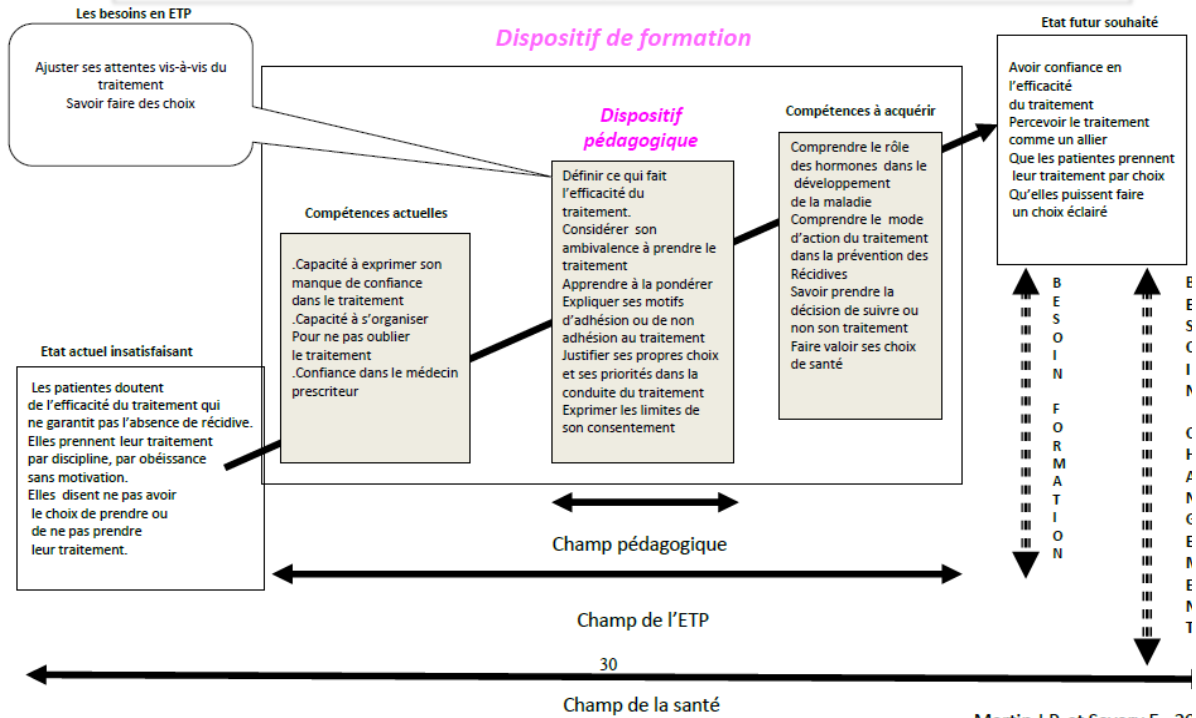 Les besoins en ETP
Ajuster ses attentes vis-à-vis du
traitement
Savoir faire des choix
Dispositif de formation
Etat futur souhaité
Avoir confiance en
l'efficacité
du traitement
Percevoir le traitement
comme un allier
Que les patientes prennent
leur traitement par choix
Qu'elles puissent faire
un choix éclairé
Dispositif
pédagogique
Définir ce qui fait
l'efficacité du
traitement.
Considérer son
ambivalence à prendre le
traitement
Apprendre à la pondérer
Expliquer ses motifs
d'adhésion ou de non
adhésion au traitement
Justifier ses propres choix
et ses priorités dans la
conduite du traitement
Exprimer les limites de
son consentement
Compétences à acquérir
Comprendre le rôle
des hormones dans le
développement
de la maladie
Comprendre le mode
d'action du traitement
dans la prévention des
Récidives
Savoir prendre la
décision de suivre ou
non son traitement
Faire valoir ses choix
de santé
Compétences actuelles
.Capacité à exprimer son
manque de confiance
dans le traitement
.Capacité à s'organiser
Pour ne pas oublier
le traitement
.Confiance dans le médecin
prescriteur
Etat actuel insatisfaisant
Les patientes doutent
de l'efficacité du traitement qui
ne garantit pas l'absence de récidive.
Elles prennent leur traitement
par discipline, par obéissance
sans motivation.
Elles disent ne pas avoir
le choix de prendre ou
de ne pas prendre
leur traitement.
BESOIN FORMATION
BESOIN CHANGEMENT
Champ pédagogique
Champ de l'ETP
30
Champ de la santé